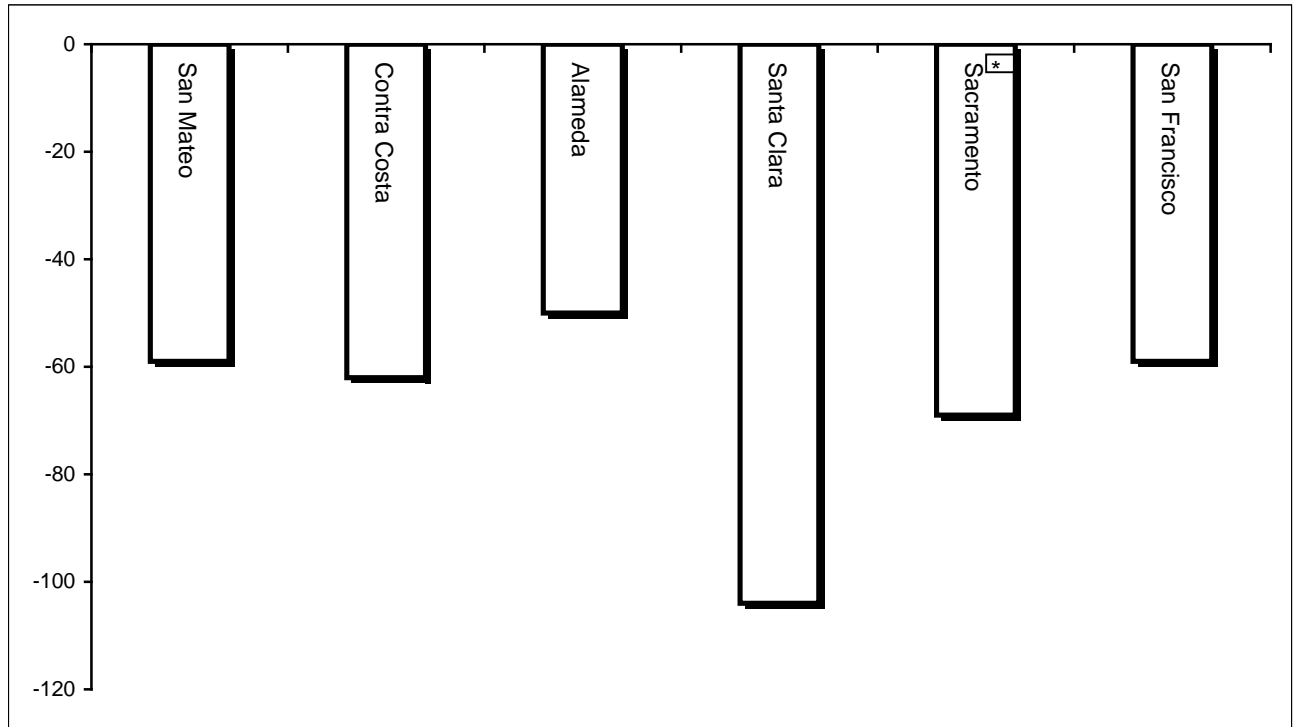 0
-20
-40
-60
-80
-100
-120
San Mateo
Contra Costa
Alameda
Santa Clara
Sacramento
*
San Francisco